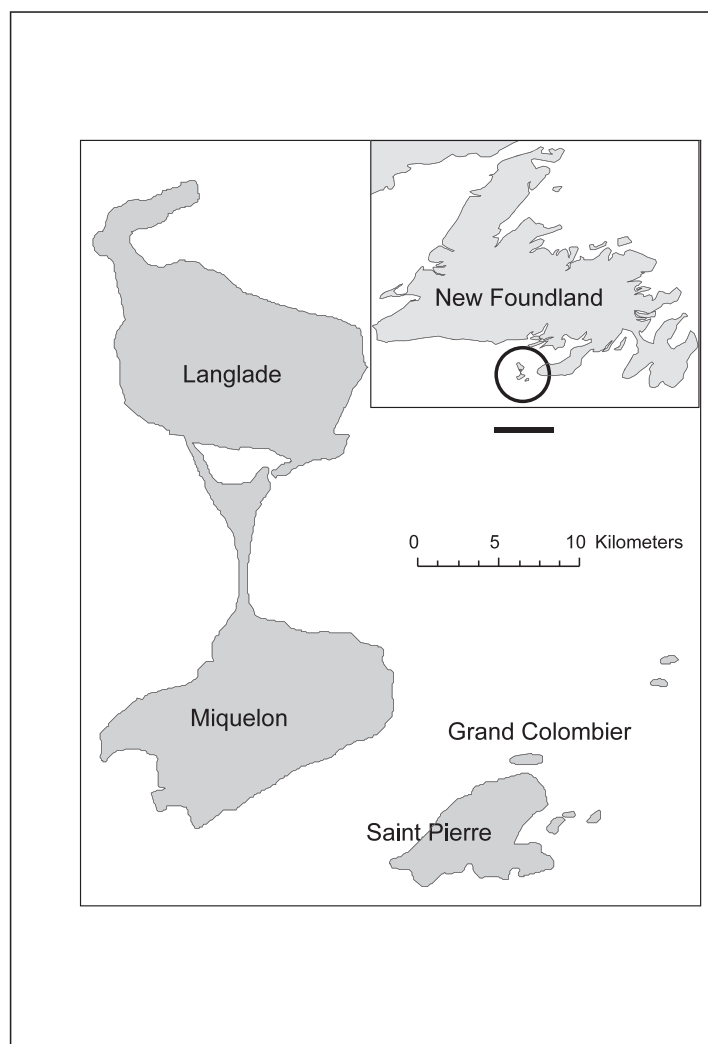 New Foundland
Langlade
0 5 10 Kilometers
Miquelon
Grand Colombier
Saint Pierre